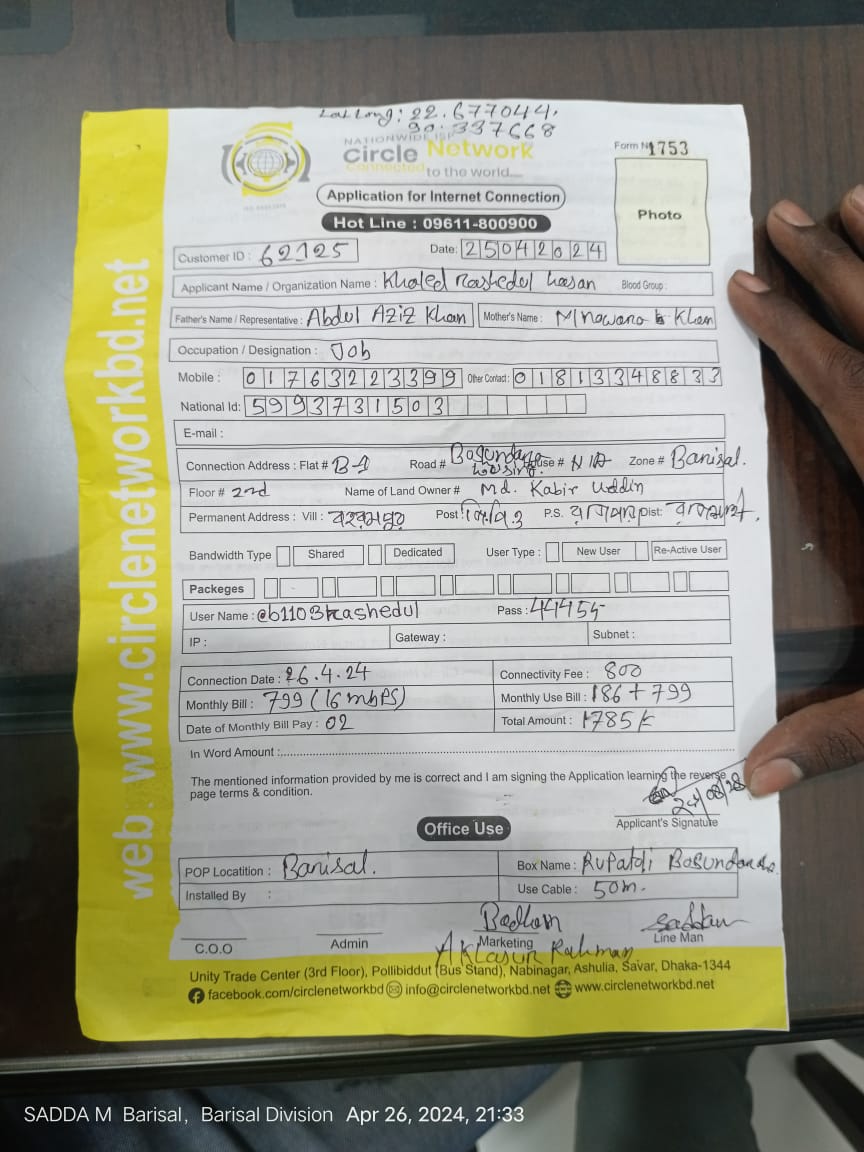 Lat Long: 22.677044,
90.337668
NATIONWIDE ISP
Circle Network
Connected to the world....
Form No 1753
Application for Internet Connection
Photo
Hot Line : 09611-800900
Customer ID : 62125 Date: 25042024
Applicant Name / Organization Name : Khaled Rashedul hasan Blood Group :
Father's Name / Representative : Abdul Aziz Khan Mother's Name : Khan
Occupation / Designation : Job
Mobile : 01763223399 Other Contact : 01813348833
National Id: 5993731503
E-mail :
Connection Address : Flat # B-1 Road # housing House # N/A Zone # Barisal.
Floor # 2nd Name of Land Owner # Md. Kabir Uddin
Permanent Address : Vill : Post : P.S. Dist:
Bandwidth Type Shared Dedicated User Type : New User Re-Active User
Packeges
User Name : Pass :
IP : Gateway : Subnet :
Connection Date : 26.4.24 Connectivity Fee : 800
Monthly Bill : 799 (16 mbps) Monthly Use Bill : 186 + 799
Date of Monthly Bill Pay : 02 Total Amount : 1785
In Word Amount :
The mentioned information provided by me is correct and I am signing the Application learning the reverse
page terms & condition.
Applicant's Signature
Office Use
POP Locatition : Barisal. Box Name : Rupatoli
Installed By : Use Cable : 50m.
C.O.O Admin Marketing Line Man
Rahman
Unity Trade Center (3rd Floor), Pollibiddut (Bus Stand), Nabinagar, Ashulia, Savar, Dhaka-1344
facebook.com/circlenetworkbd info@circlenetworkbd.net www.circlenetworkbd.net
web : www.circlenetworkbd.net
SADDA M Barisal, Barisal Division Apr 26, 2024, 21:33